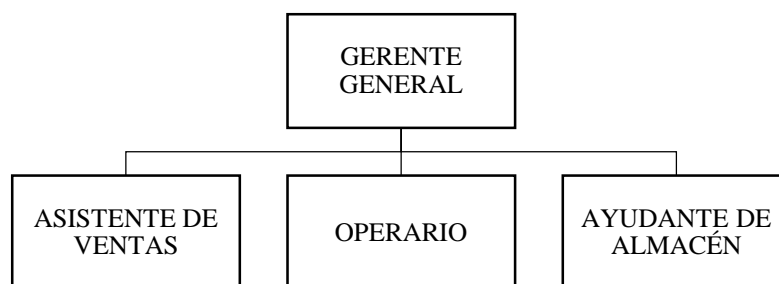 GERENTE
GENERAL
ASISTENTE DE
VENTAS
OPERARIO
AYUDANTE DE
ALMACÉN